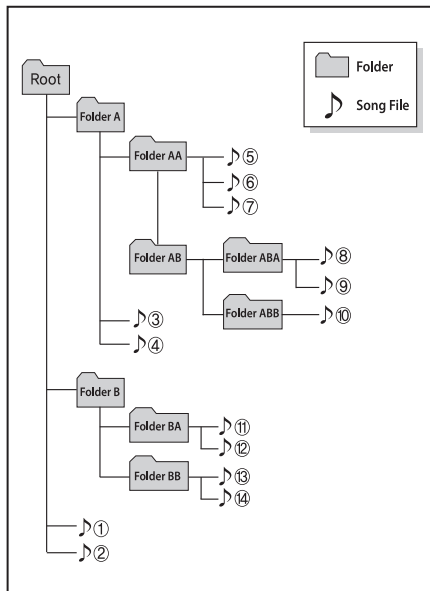 Root
Folder
Song File
Folder A
Folder AA
⑤
⑥
⑦
Folder AB
Folder ABA
⑧
⑨
Folder ABB
⑩
③
④
Folder B
Folder BA
⑪
⑫
Folder BB
⑬
⑭
①
②